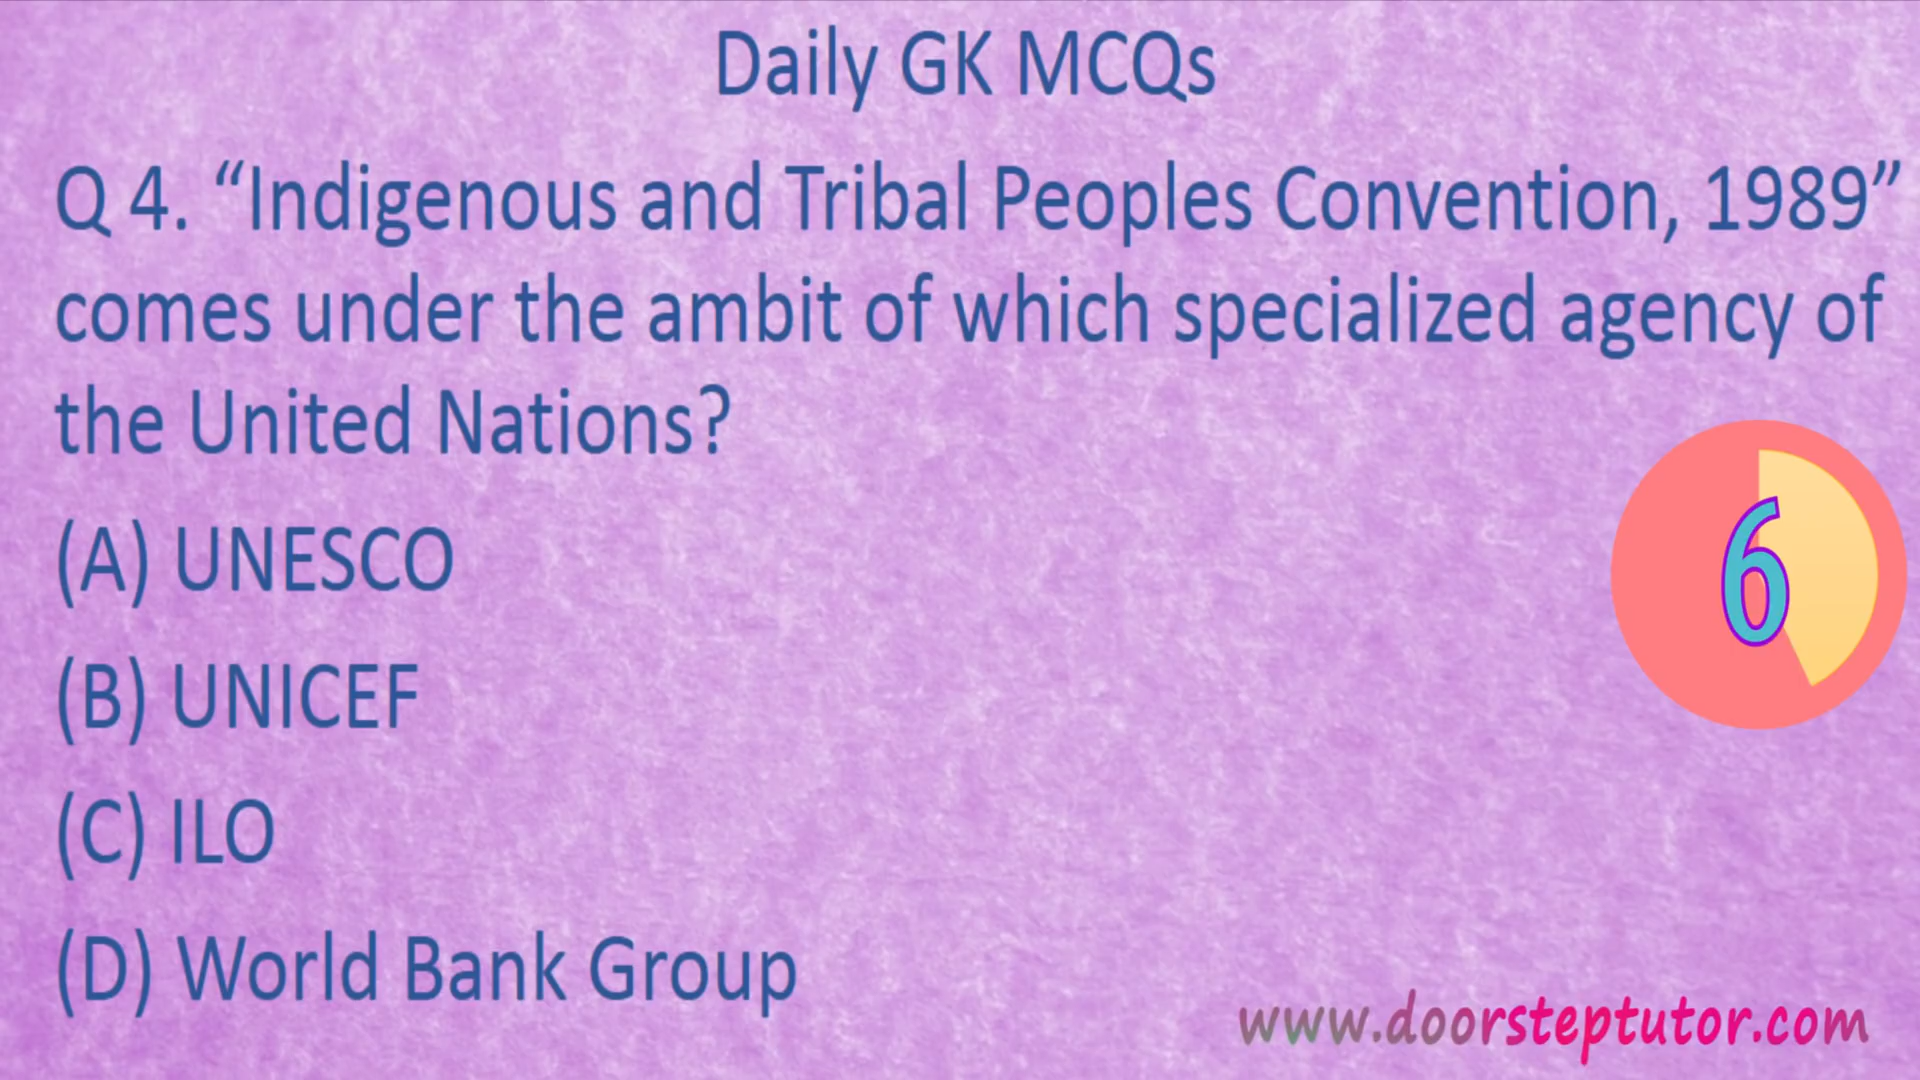 Daily GK MCQs
Q 4. “Indigenous and Tribal Peoples Convention, 1989”
comes under the ambit of which specialized agency of
the United Nations?
(A) UNESCO
6
(B) UNICEF
(C) ILO
(D) World Bank Group
www.doorsteptutor.com